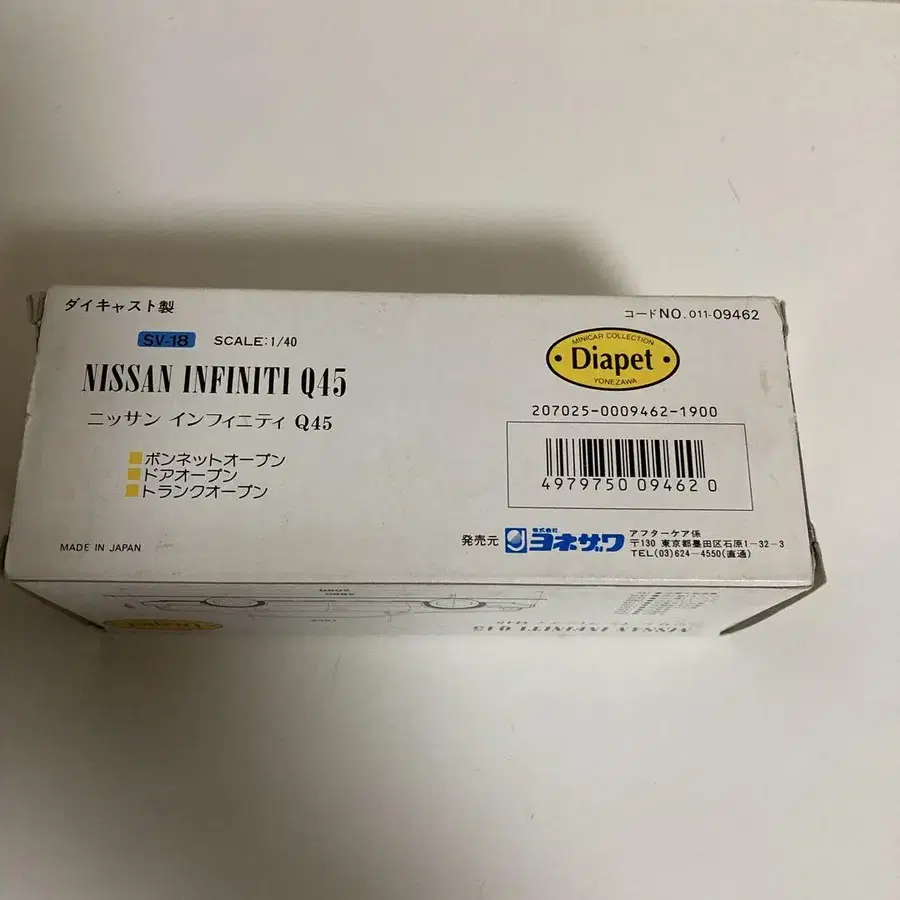 ダイキャスト製
コードNO. 011-09462
SV-18 SCALE:1/40
NISSAN INFINITI Q45
ニッサン インフィニティ Q45
ボンネットオープン
ドアオープン
トランクオープン
MINICAR COLLECTION
Diapet
YONEZAWA
207025-0009462-1900
4979750 009462 0
MADE IN JAPAN
発売元 株式会社 ヨネザワ
アフターケア係
〒130 東京都墨田区石原1-32-3
TEL(03)624-4550(直通)
Diapet
NISSAN INFINITI Q45